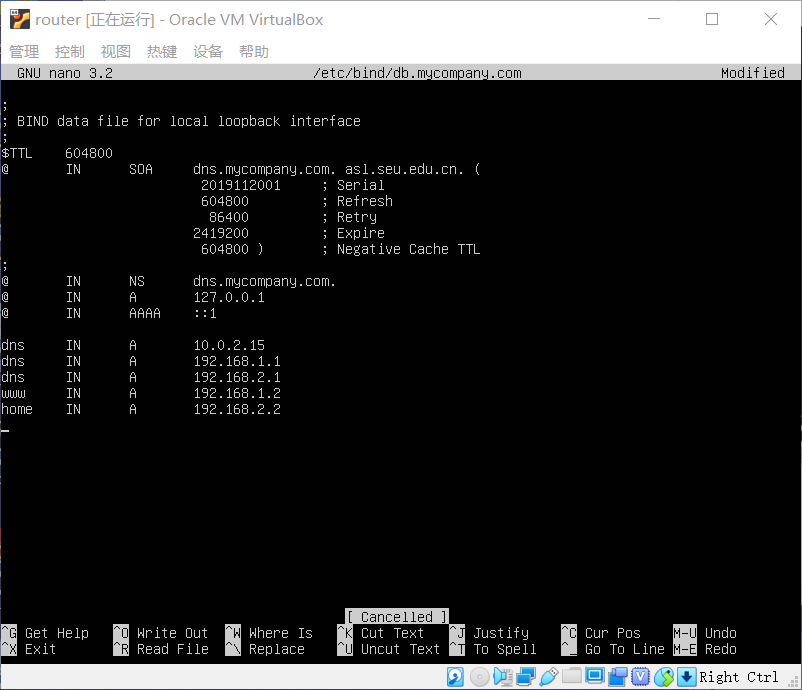 router [正在运行] - Oracle VM VirtualBox
管理 控制 视图 热键 设备 帮助
GNU nano 3.2 /etc/bind/db.mycompany.com Modified
;
; BIND data file for local loopback interface
;
$TTL 604800
@ IN SOA dns.mycompany.com. asl.seu.edu.cn. (
2019112001 ; Serial
604800 ; Refresh
86400 ; Retry
2419200 ; Expire
604800 ) ; Negative Cache TTL
;
@ IN NS dns.mycompany.com.
@ IN A 127.0.0.1
@ IN AAAA ::1
dns IN A 10.0.2.15
dns IN A 192.168.1.1
dns IN A 192.168.2.1
www IN A 192.168.1.2
home IN A 192.168.2.2
[ Cancelled ]
^G Get Help ^O Write Out ^W Where Is ^K Cut Text ^J Justify ^C Cur Pos M-U Undo
^X Exit ^R Read File ^\ Replace ^U Uncut Text ^T To Spell ^_ Go To Line M-E Redo
Right Ctrl